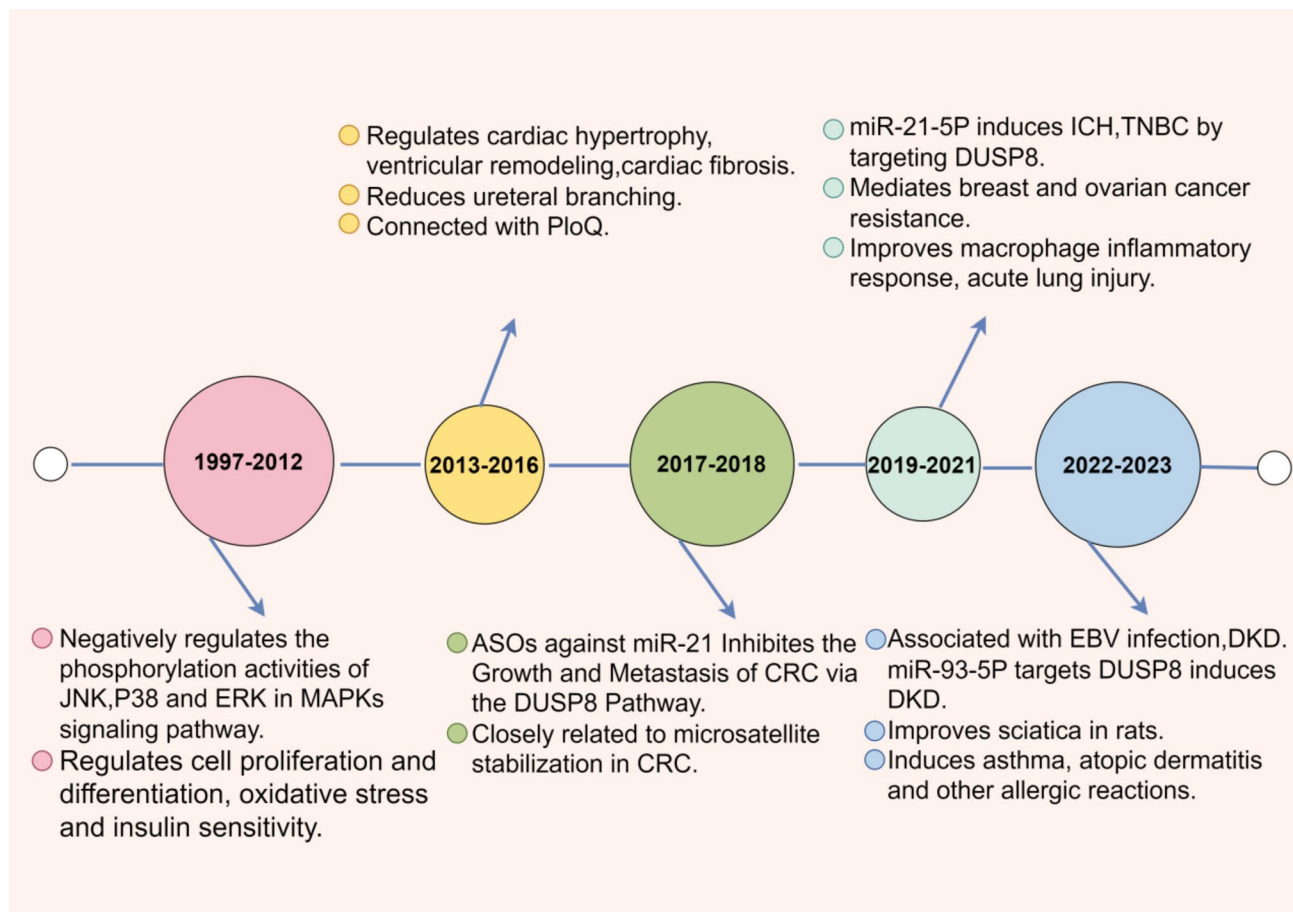 Regulates cardiac hypertrophy,
ventricular remodeling,cardiac fibrosis.
Reduces ureteral branching.
Connected with PloQ.
miR-21-5P induces ICH,TNBC by
targeting DUSP8.
Mediates breast and ovarian cancer
resistance.
Improves macrophage inflammatory
response, acute lung injury.
1997-2012
2013-2016
2017-2018
2019-2021
2022-2023
Negatively regulates the
phosphorylation activities of
JNK,P38 and ERK in MAPKs
signaling pathway.
Regulates cell proliferation and
differentiation, oxidative stress
and insulin sensitivity.
ASOs against miR-21 Inhibites the
Growth and Metastasis of CRC via
the DUSP8 Pathway.
Closely related to microsatellite
stabilization in CRC.
Associated with EBV infection,DKD.
miR-93-5P targets DUSP8 induces
DKD.
Improves sciatica in rats.
Induces asthma, atopic dermatitis
and other allergic reactions.